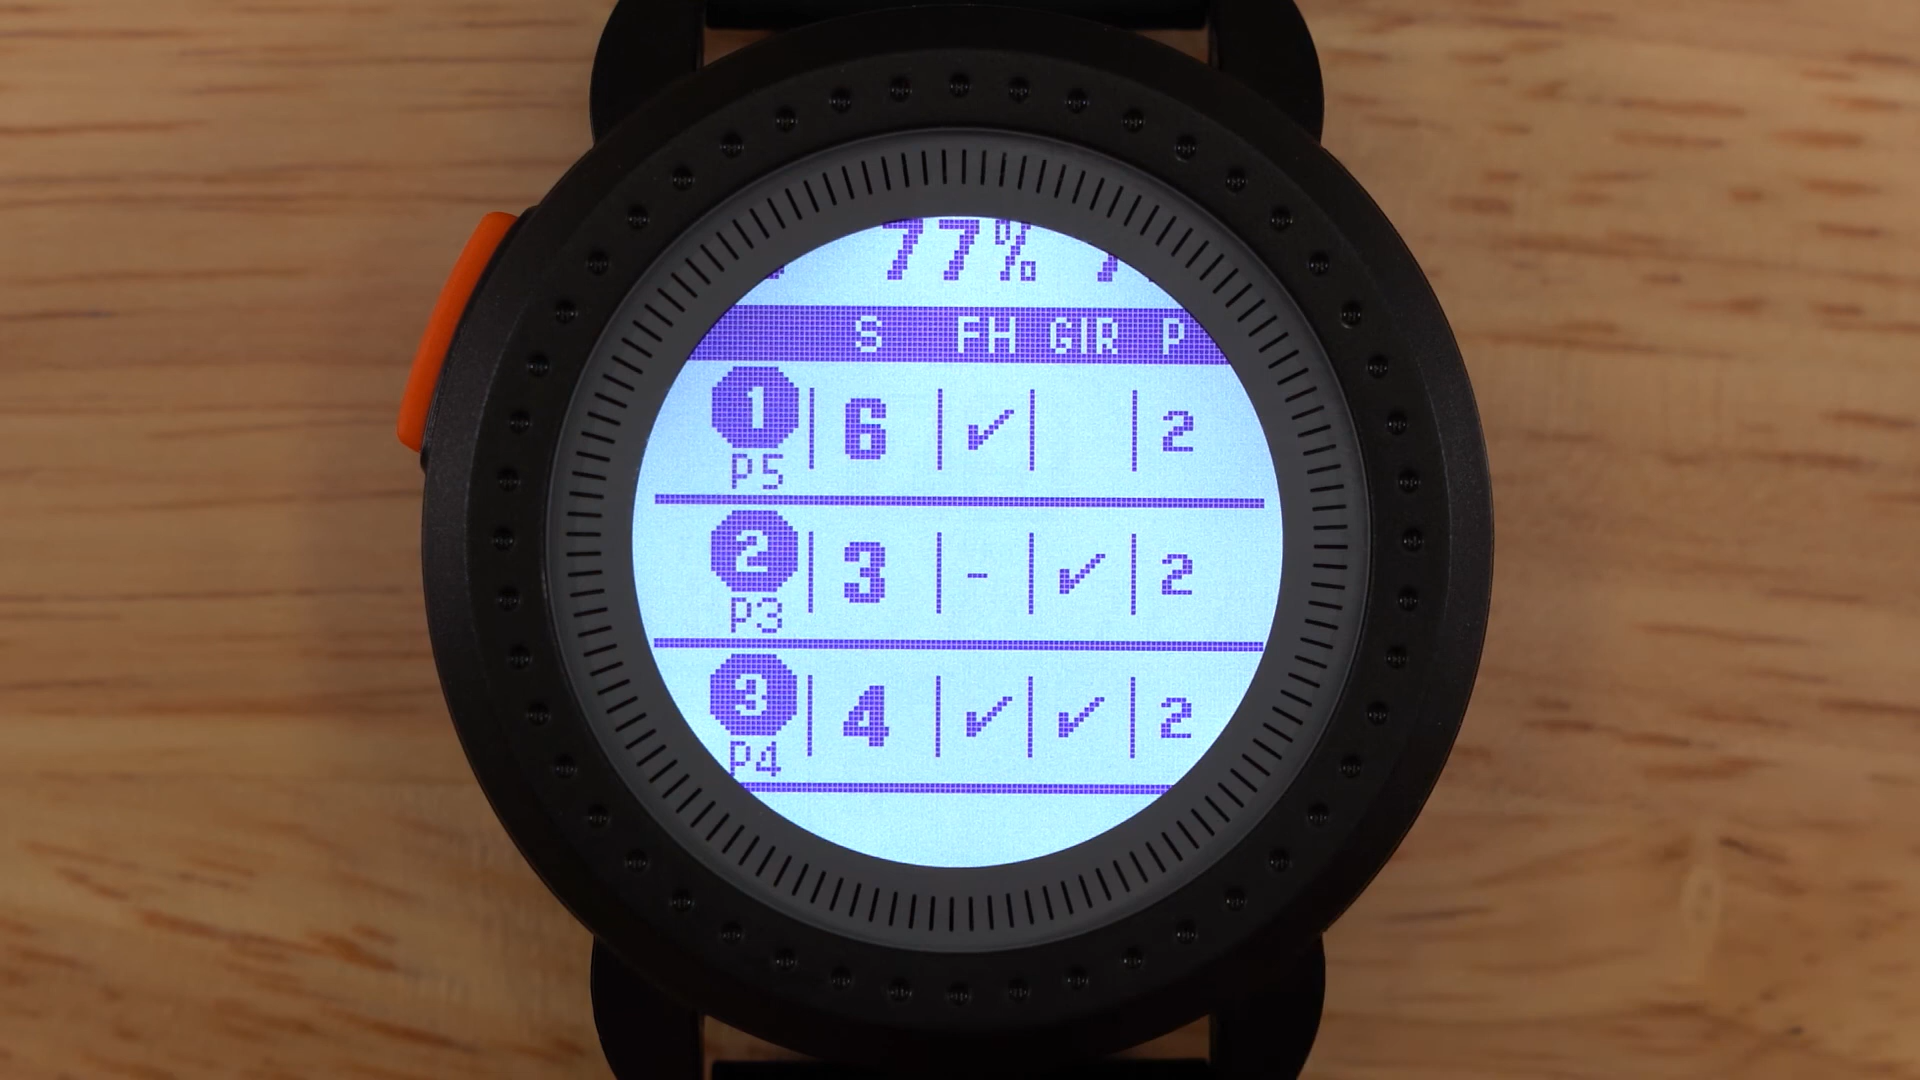 77%
S FH GIR P
1 6 ✓ 2
P5
2 3 - ✓ 2
P3
3 4 ✓ ✓ 2
P4